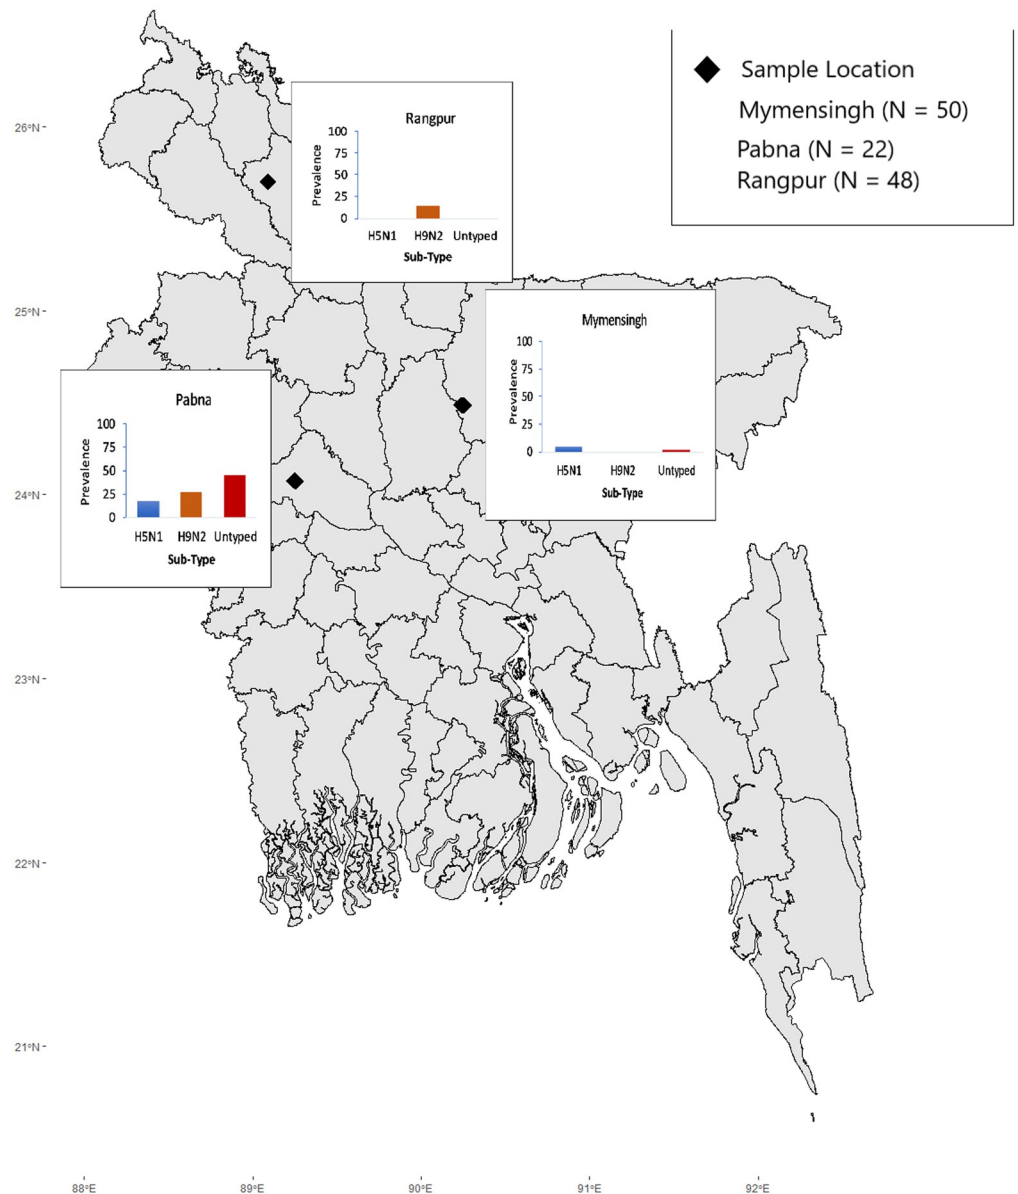 Sample Location
Mymensingh (N = 50)
Pabna (N = 22)
Rangpur (N = 48)
26°N
25°N
24°N
23°N
22°N
21°N
88°E
89°E
90°E
91°E
92°E
Rangpur
Prevalence
100
75
50
25
0
H5N1 H9N2 Untyped
Sub-Type
Mymensingh
Prevalence
100
75
50
25
0
H5N1 H9N2 Untyped
Sub-Type
Pabna
Prevalence
100
75
50
25
0
H5N1 H9N2 Untyped
Sub-Type